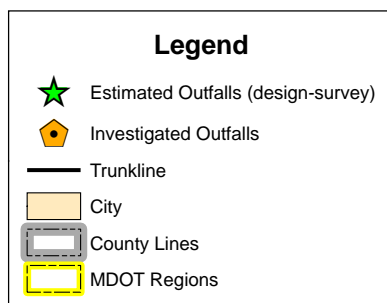 Legend
Estimated Outfalls (design-survey)
Investigated Outfalls
Trunkline
City
County Lines
MDOT Regions